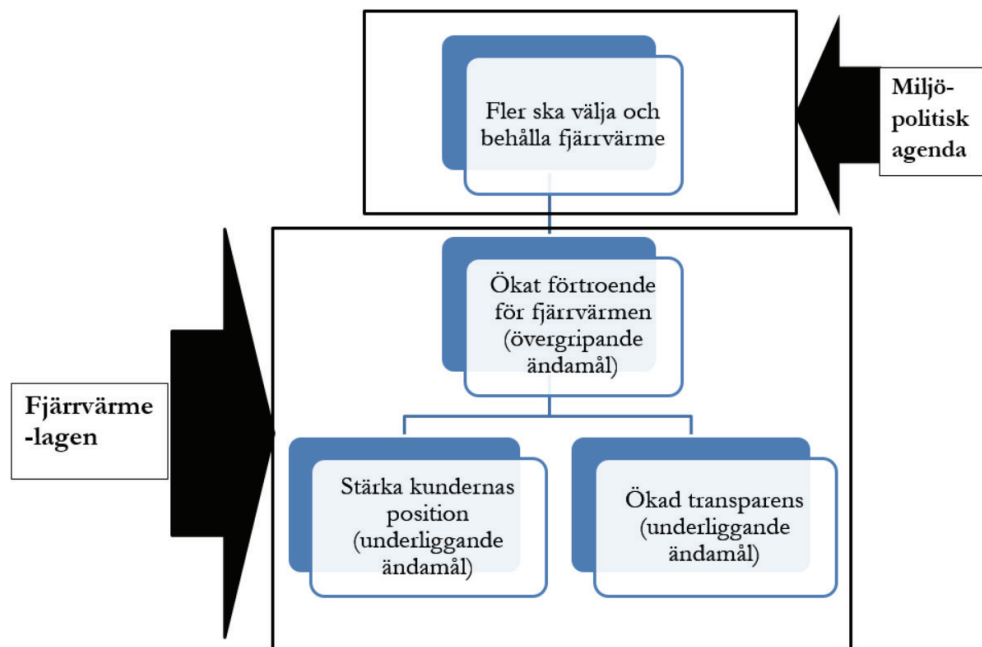 Fler ska välja och
behålla fjärrvärme
Miljö-
politisk
agenda
Ökat förtroende
för fjärrvärmen
(övergripande
ändamål)
Fjärrvärme
-lagen
Stärka kundernas
position
(underliggande
ändamål)
Ökad transparens
(underliggande
ändamål)